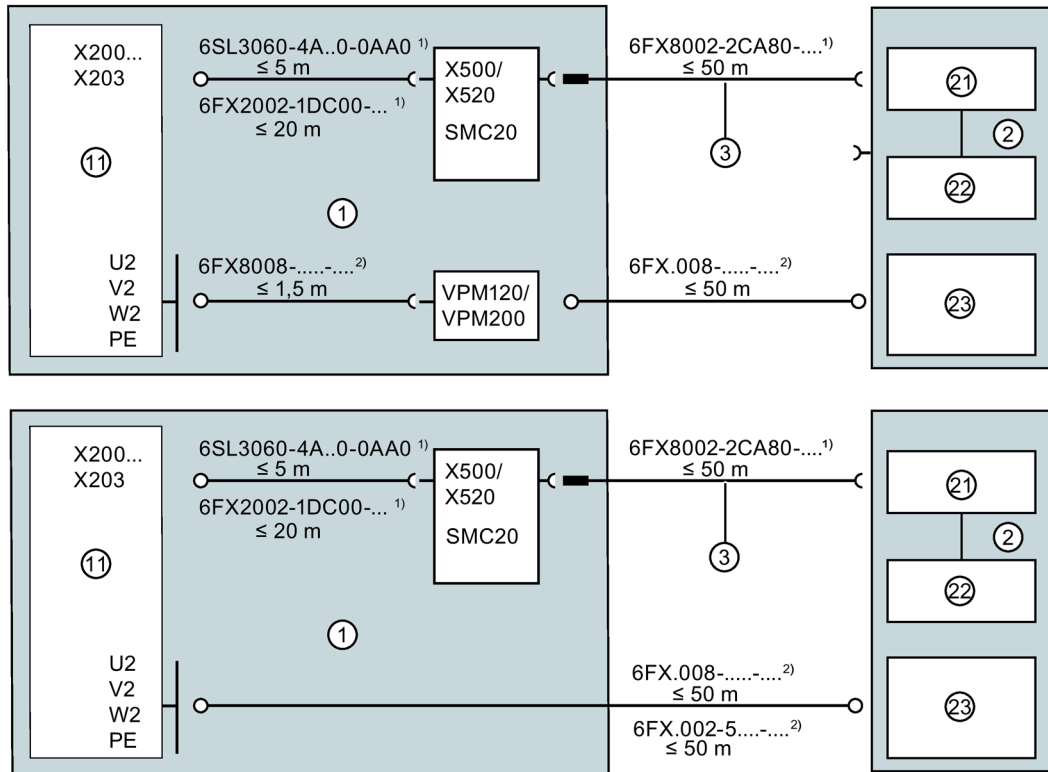 X200...
X203
6SL3060-4A..0-0AA0 1)
≤ 5 m
6FX2002-1DC00-... 1)
≤ 20 m
X500/
X520
SMC20
6FX8002-2CA80-....1)
≤ 50 m
11
1
3
21
2
22
U2
V2
W2
PE
6FX8008-.....-....2)
≤ 1,5 m
VPM120/
VPM200
6FX.008-.....-....2)
≤ 50 m
23
X200...
X203
6SL3060-4A..0-0AA0 1)
≤ 5 m
6FX2002-1DC00-... 1)
≤ 20 m
X500/
X520
SMC20
6FX8002-2CA80-....1)
≤ 50 m
11
1
3
21
2
22
U2
V2
W2
PE
6FX.008-.....-....2)
≤ 50 m
6FX.002-5....-....2)
≤ 50 m
23